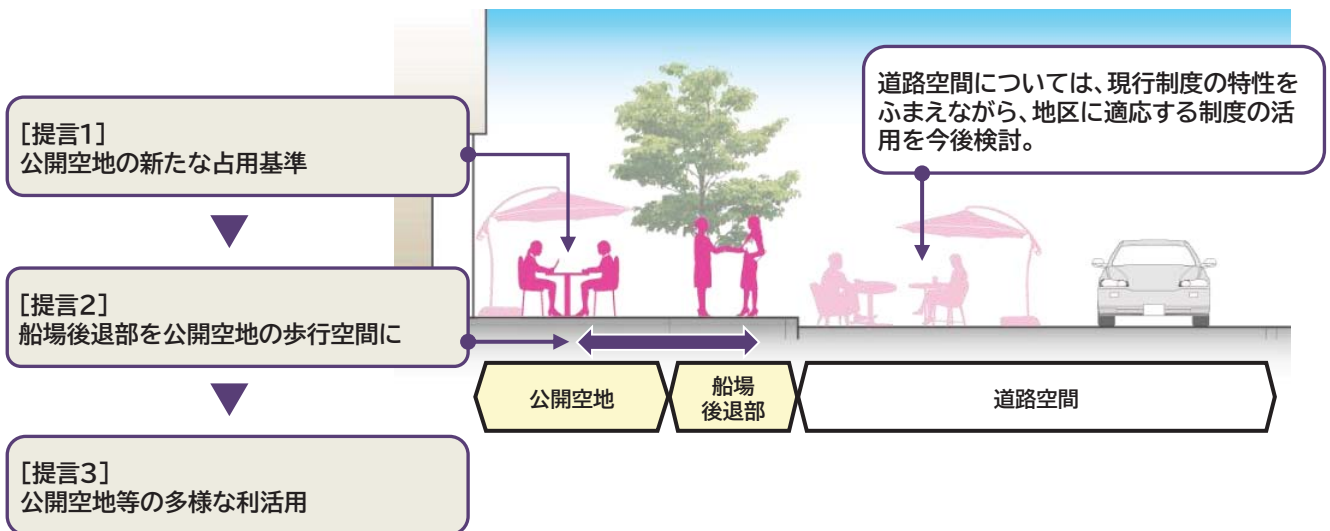 [提言1]
公開空地の新たな占用基準
[提言2]
船場後退部を公開空地の歩行空間に
[提言3]
公開空地等の多様な利活用
道路空間については、現行制度の特性を
ふまえながら、地区に適応する制度の活
用を今後検討。
公開空地
船場
後退部
道路空間